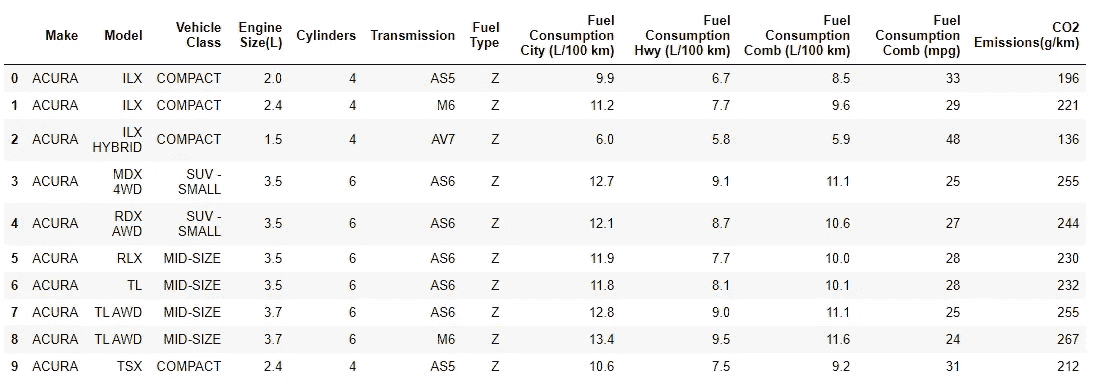 Make Model Vehicle Class Engine Size(L) Cylinders Transmission Fuel Type Fuel Consumption City (L/100 km) Fuel Consumption Hwy (L/100 km) Fuel Consumption Comb (L/100 km) Fuel Consumption Comb (mpg) CO2 Emissions(g/km)
0 ACURA ILX COMPACT 2.0 4 AS5 Z 9.9 6.7 8.5 33 196
1 ACURA ILX COMPACT 2.4 4 M6 Z 11.2 7.7 9.6 29 221
2 ACURA ILX HYBRID COMPACT 1.5 4 AV7 Z 6.0 5.8 5.9 48 136
3 ACURA MDX 4WD SUV - SMALL 3.5 6 AS6 Z 12.7 9.1 11.1 25 255
4 ACURA RDX AWD SUV - SMALL 3.5 6 AS6 Z 12.1 8.7 10.6 27 244
5 ACURA RLX MID-SIZE 3.5 6 AS6 Z 11.9 7.7 10.0 28 230
6 ACURA TL MID-SIZE 3.5 6 AS6 Z 11.8 8.1 10.1 28 232
7 ACURA TL AWD MID-SIZE 3.7 6 AS6 Z 12.8 9.0 11.1 25 255
8 ACURA TL AWD MID-SIZE 3.7 6 M6 Z 13.4 9.5 11.6 24 267
9 ACURA TSX COMPACT 2.4 4 AS5 Z 10.6 7.5 9.2 31 212